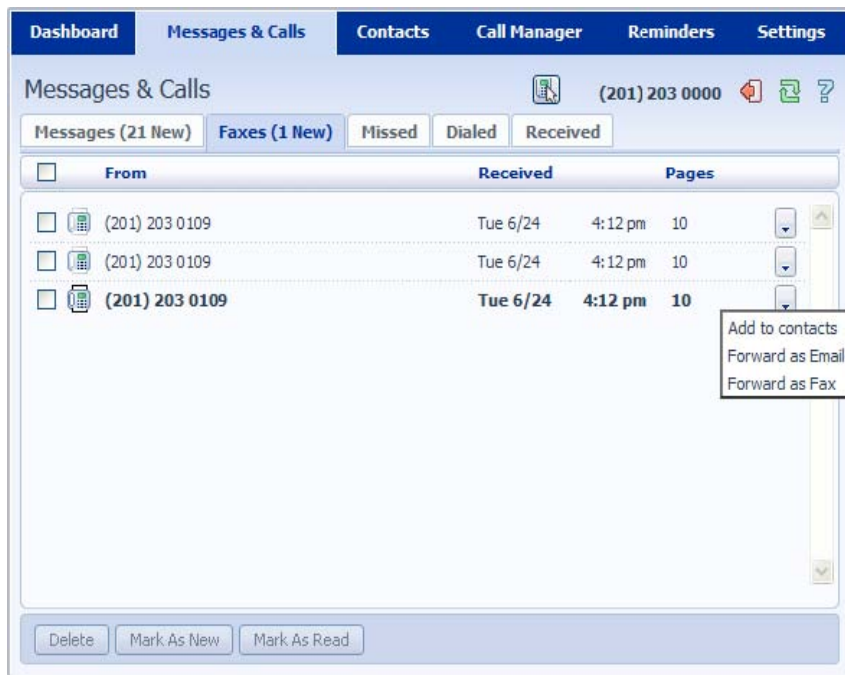 Dashboard Messages & Calls Contacts Call Manager Reminders Settings
Messages & Calls (201) 203 0000 ?
Messages (21 New) Faxes (1 New) Missed Dialed Received
From Received Pages
(201) 203 0109 Tue 6/24 4:12 pm 10
(201) 203 0109 Tue 6/24 4:12 pm 10
(201) 203 0109 Tue 6/24 4:12 pm 10
Add to contacts
Forward as Email
Forward as Fax
Delete Mark As New Mark As Read